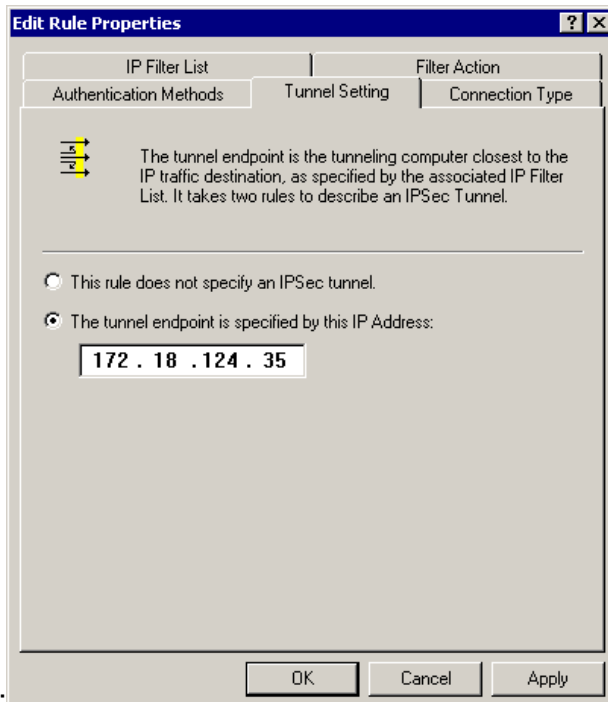 Edit Rule Properties
IP Filter List
Filter Action
Authentication Methods
Tunnel Setting
Connection Type
The tunnel endpoint is the tunneling computer closest to the
IP traffic destination, as specified by the associated IP Filter
List. It takes two rules to describe an IPSec Tunnel.
This rule does not specify an IPSec tunnel.
The tunnel endpoint is specified by this IP Address:
172 . 18 .124 . 35
OK
Cancel
Apply
.